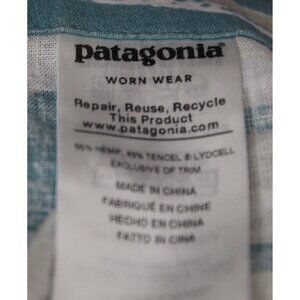 patagonia®
WORN WEAR
Repair, Reuse, Recycle
This Product
www.patagonia.com
55% HEMP, 45% TENCEL ® LYOCELL
EXCLUSIVE OF TRIM
MADE IN CHINA
FABRIQUÉ EN CHINE
HECHO EN CHINA
FATTO IN CINA